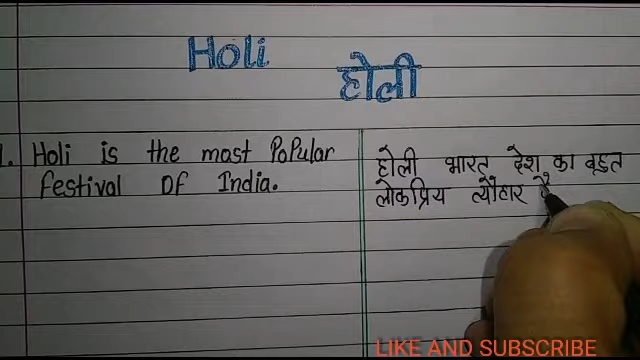 Holi
होली
1. Holi is the most Popular
festival Of India.
होली भारत देश का बहुत
लोकप्रिय त्यौहार है
LIKE AND SUBSCRIBE